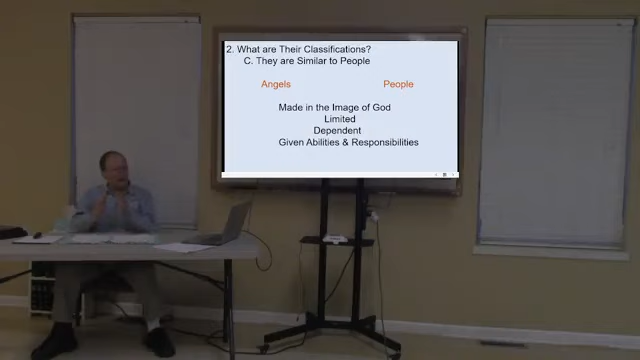 2. What are Their Classifications?
C. They are Similar to People
Angels People
Made in the Image of God
Limited
Dependent
Given Abilities & Responsibilities